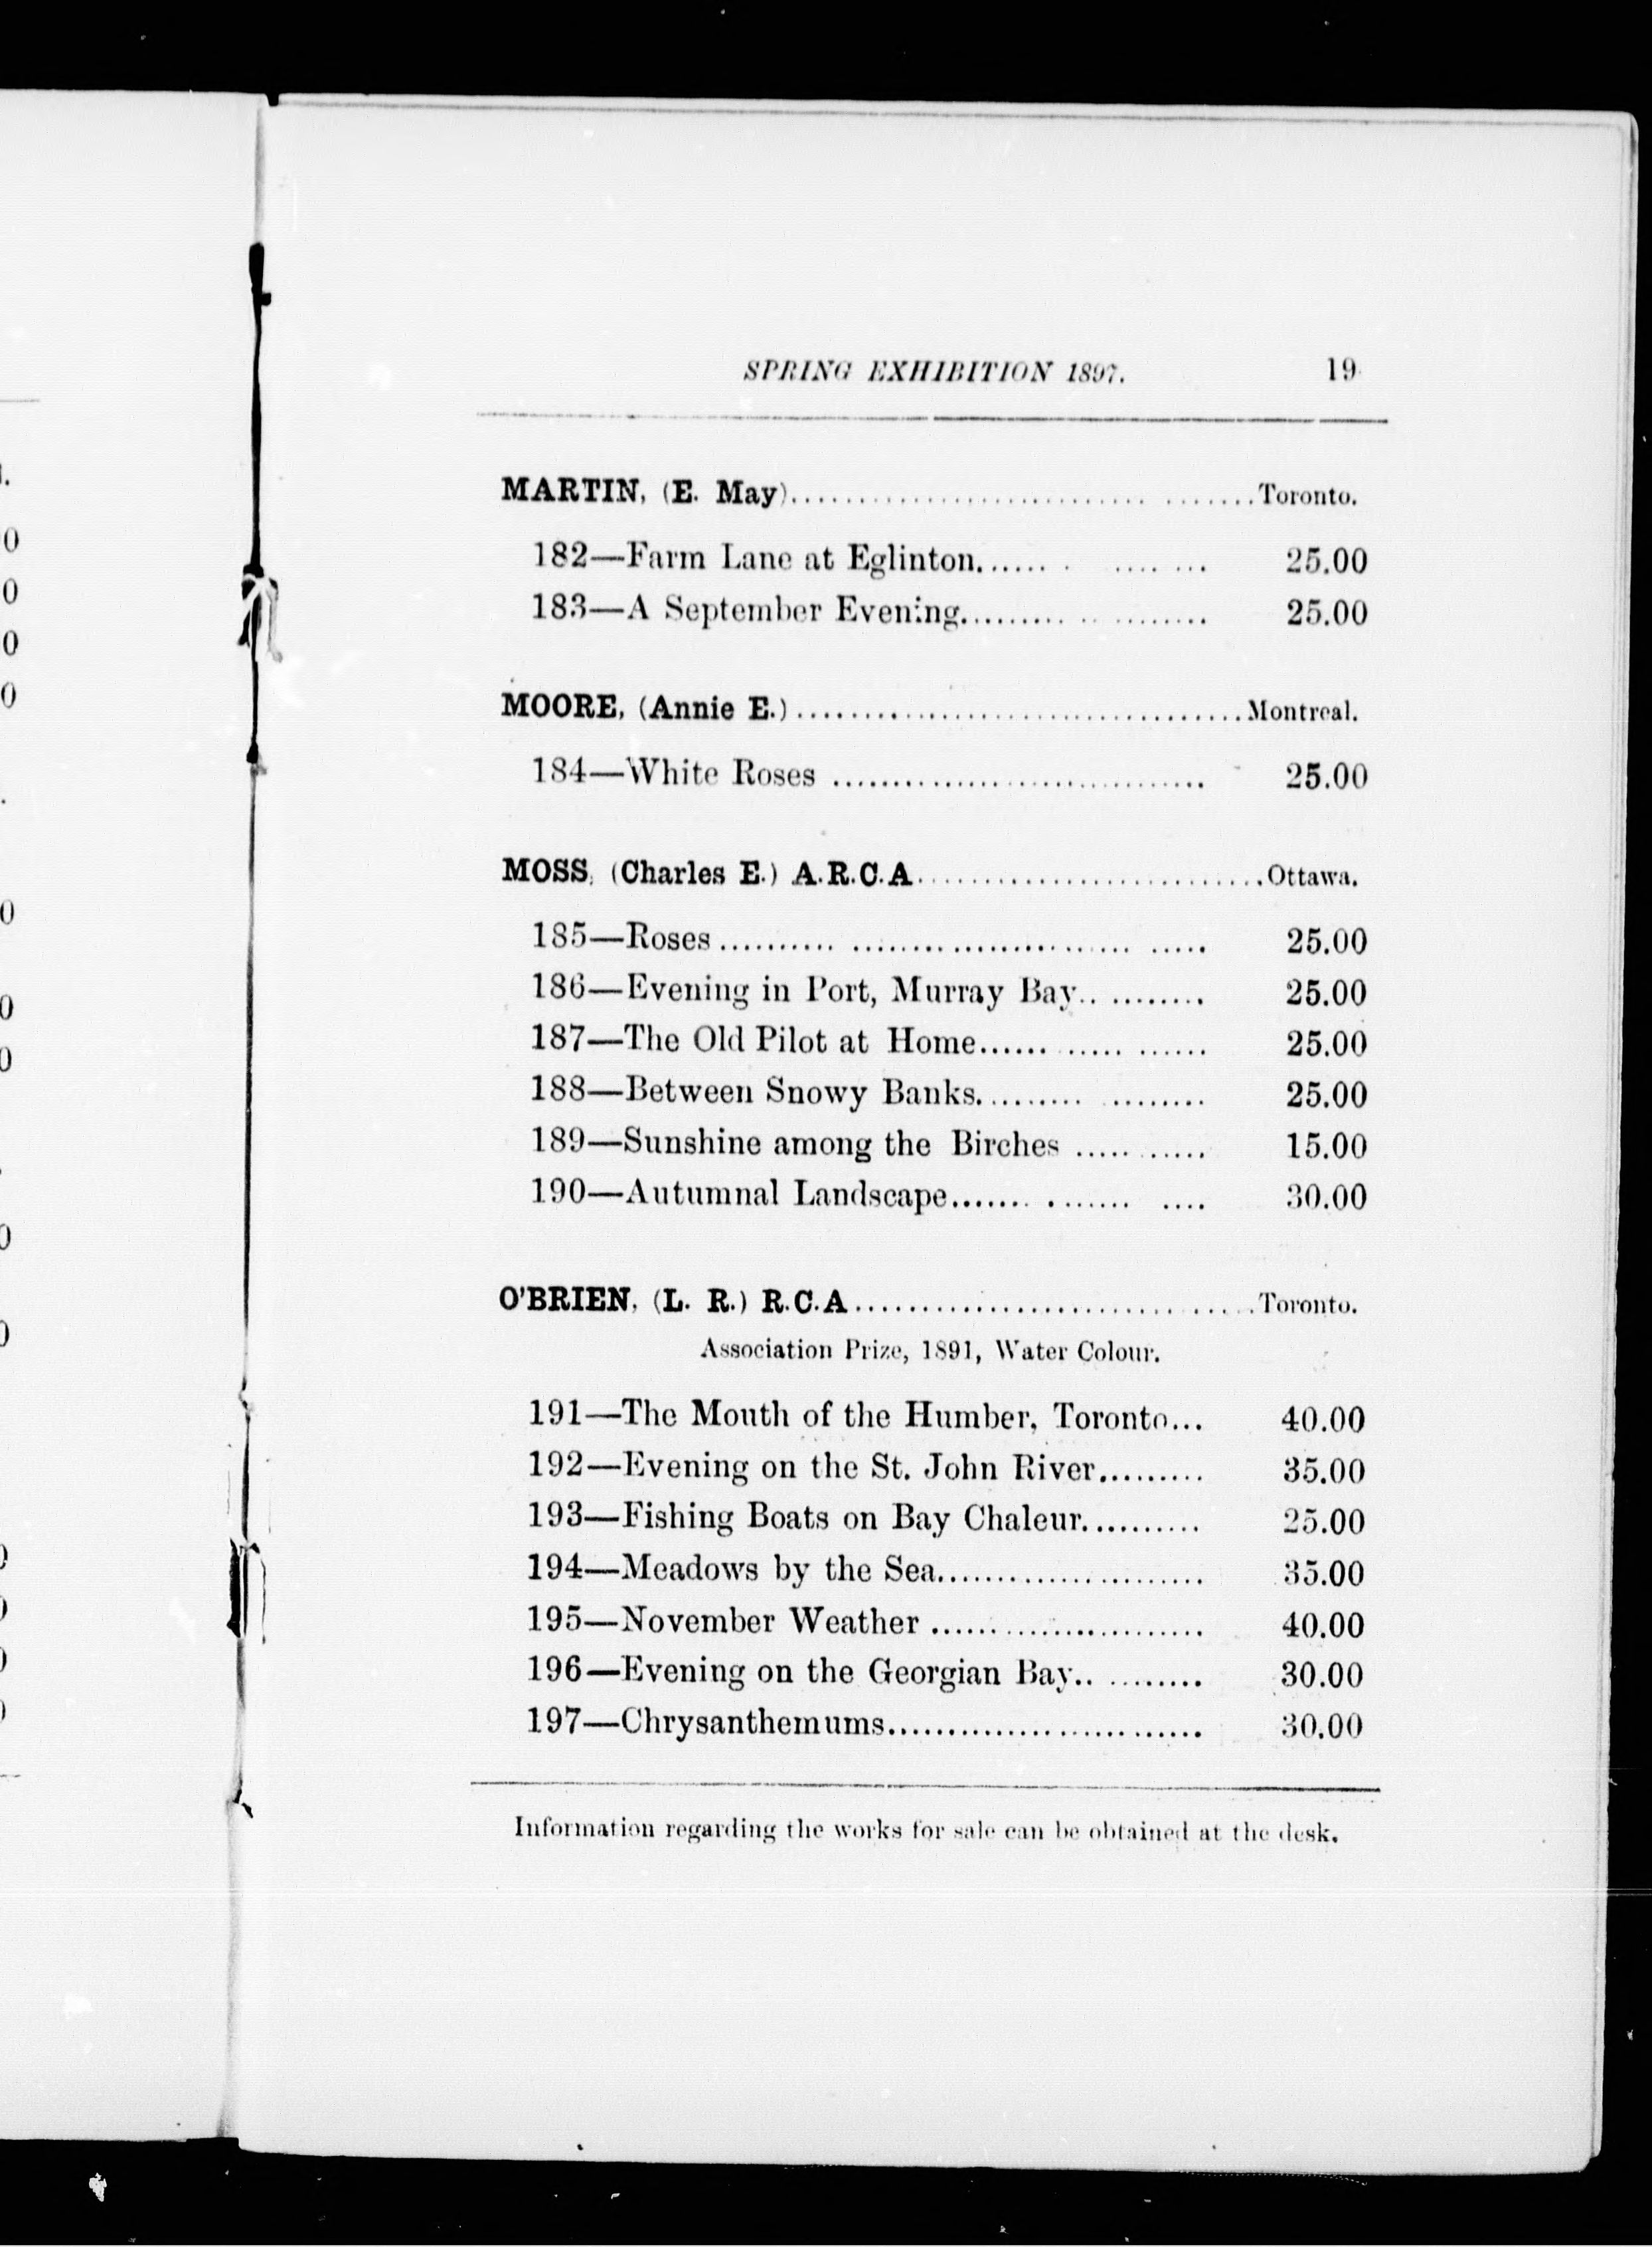 SPRING EXHIBITION 1897. 19
MARTIN, (E. May)........................................Toronto.
182—Farm Lane at Eglinton............... 25.00
183—A September Evening.................. 25.00
MOORE, (Annie E.)..................................Montreal.
184—White Roses ............................... 25.00
MOSS, (Charles E.) A.R.C.A...........................Ottawa.
185—Roses........................................ 25.00
186—Evening in Port, Murray Bay.......... 25.00
187—The Old Pilot at Home.................. 25.00
188—Between Snowy Banks.................. 25.00
189—Sunshine among the Birches ........... 15.00
190—Autumnal Landscape................... 30.00
O'BRIEN, (L. R.) R.C.A...............................Toronto.
Association Prize, 1891, Water Colour.
191—The Mouth of the Humber, Toronto... 40.00
192—Evening on the St. John River......... 35.00
193—Fishing Boats on Bay Chaleur.......... 25.00
194—Meadows by the Sea....................... 35.00
195—November Weather ....................... 40.00
196—Evening on the Georgian Bay.. ........ 30.00
197—Chrysanthemums.......................... 30.00
Information regarding the works for sale can be obtained at the desk.